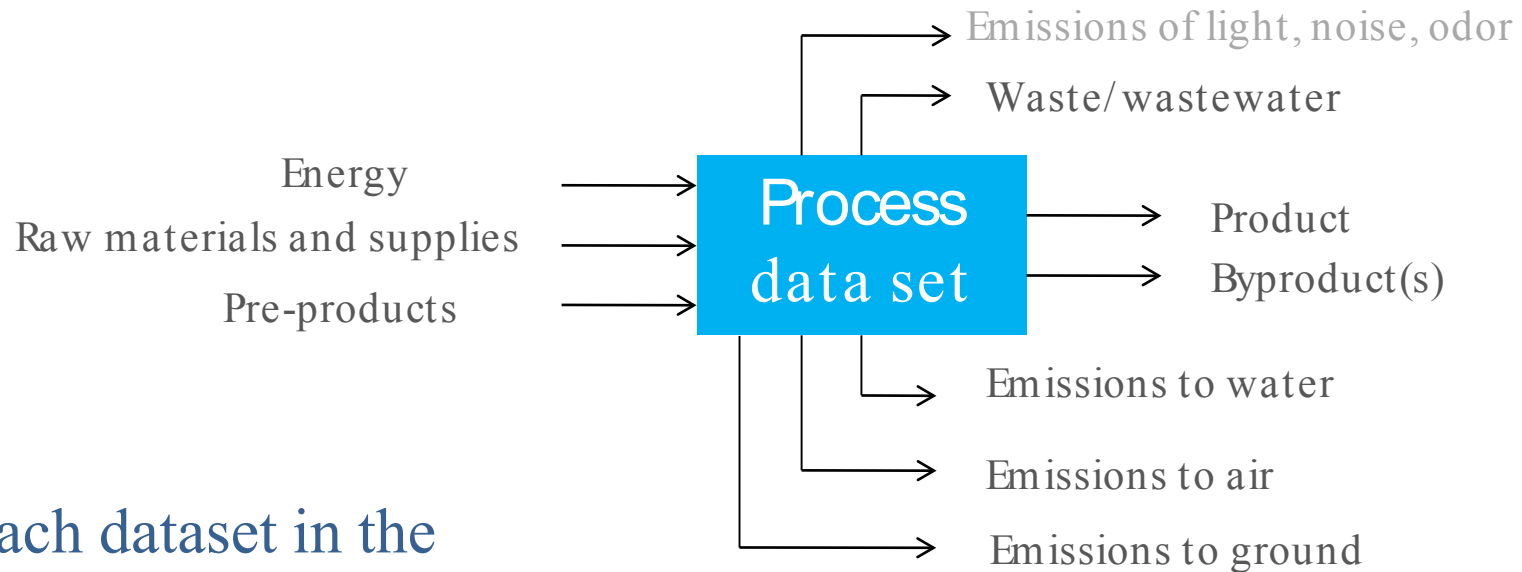 Emissions of light, noise, odor
Waste/wastewater
Energy
Raw materials and supplies
Pre-products
Process
data set
Product
Byproduct(s)
Emissions to water
Emissions to air
Emissions to ground
ach dataset in the